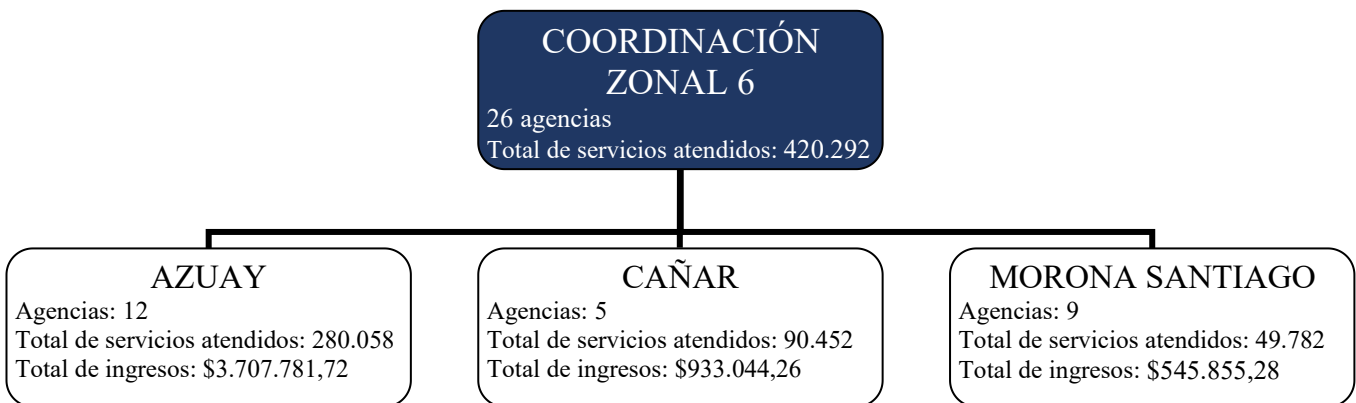 COORDINACIÓN
ZONAL 6
26 agencias
Total de servicios atendidos: 420.292
AZUAY
Agencias: 12
Total de servicios atendidos: 280.058
Total de ingresos: $3.707.781,72
CAÑAR
Agencias: 5
Total de servicios atendidos: 90.452
Total de ingresos: $933.044,26
MORONA SANTIAGO
Agencias: 9
Total de servicios atendidos: 49.782
Total de ingresos: $545.855,28